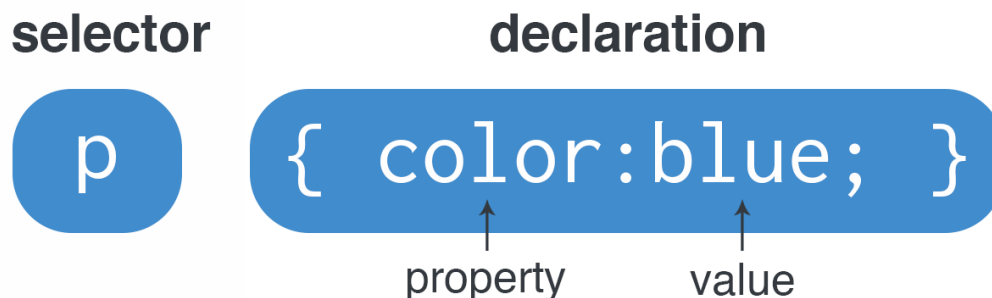 selector declaration
p { color:blue; }
property value